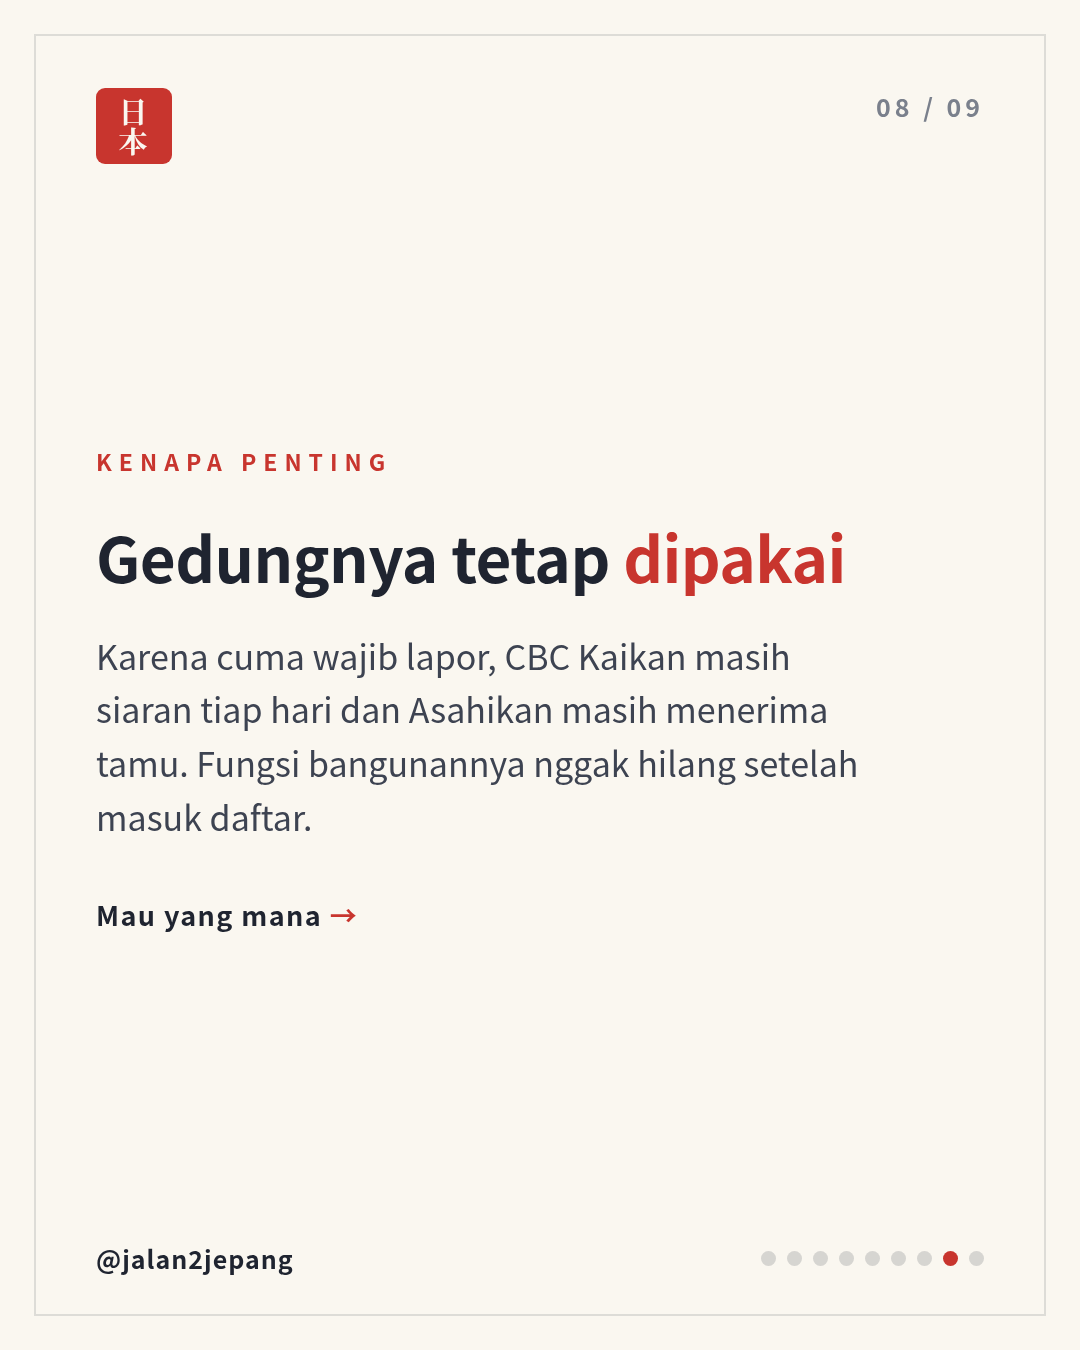 日本
08 / 09
KENAPA PENTING
Gedungnya tetap dipakai
Karena cuma wajib lapor, CBC Kaikan masih
siaran tiap hari dan Asahikan masih menerima
tamu. Fungsi bangunannya nggak hilang setelah
masuk daftar.
Mau yang mana →
@jalan2jepang